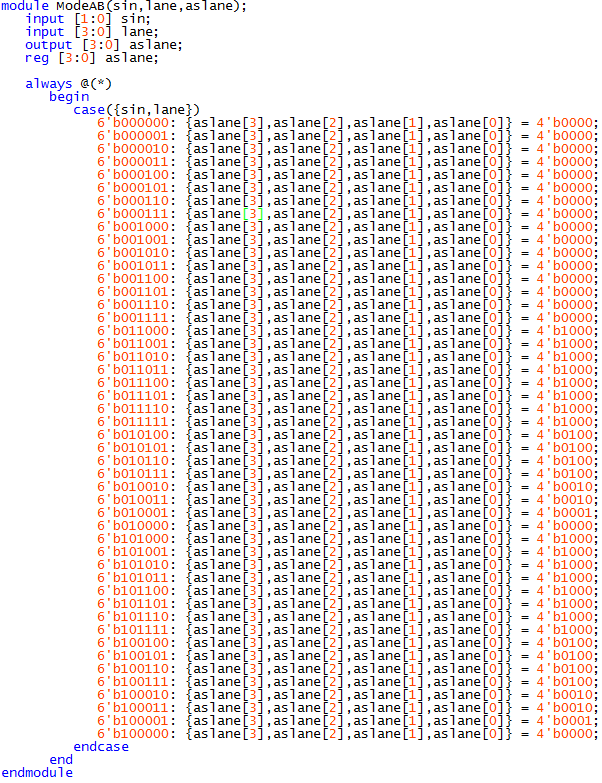 module ModeAB(sin,lane,aslane);
input [1:0] sin;
input [3:0] lane;
output [3:0] aslane;
reg [3:0] aslane;
always @(*)
begin
case({sin,lane})
6'b000000: {aslane[3],aslane[2],aslane[1],aslane[0]} = 4'b0000;
6'b000001: {aslane[3],aslane[2],aslane[1],aslane[0]} = 4'b0000;
6'b000010: {aslane[3],aslane[2],aslane[1],aslane[0]} = 4'b0000;
6'b000011: {aslane[3],aslane[2],aslane[1],aslane[0]} = 4'b0000;
6'b000100: {aslane[3],aslane[2],aslane[1],aslane[0]} = 4'b0000;
6'b000101: {aslane[3],aslane[2],aslane[1],aslane[0]} = 4'b0000;
6'b000110: {aslane[3],aslane[2],aslane[1],aslane[0]} = 4'b0000;
6'b000111: {aslane[3],aslane[2],aslane[1],aslane[0]} = 4'b0000;
6'b001000: {aslane[3],aslane[2],aslane[1],aslane[0]} = 4'b0000;
6'b001001: {aslane[3],aslane[2],aslane[1],aslane[0]} = 4'b0000;
6'b001010: {aslane[3],aslane[2],aslane[1],aslane[0]} = 4'b0000;
6'b001011: {aslane[3],aslane[2],aslane[1],aslane[0]} = 4'b0000;
6'b001100: {aslane[3],aslane[2],aslane[1],aslane[0]} = 4'b0000;
6'b001101: {aslane[3],aslane[2],aslane[1],aslane[0]} = 4'b0000;
6'b001110: {aslane[3],aslane[2],aslane[1],aslane[0]} = 4'b0000;
6'b001111: {aslane[3],aslane[2],aslane[1],aslane[0]} = 4'b0000;
6'b011000: {aslane[3],aslane[2],aslane[1],aslane[0]} = 4'b1000;
6'b011001: {aslane[3],aslane[2],aslane[1],aslane[0]} = 4'b1000;
6'b011010: {aslane[3],aslane[2],aslane[1],aslane[0]} = 4'b1000;
6'b011011: {aslane[3],aslane[2],aslane[1],aslane[0]} = 4'b1000;
6'b011100: {aslane[3],aslane[2],aslane[1],aslane[0]} = 4'b1000;
6'b011101: {aslane[3],aslane[2],aslane[1],aslane[0]} = 4'b1000;
6'b011110: {aslane[3],aslane[2],aslane[1],aslane[0]} = 4'b1000;
6'b011111: {aslane[3],aslane[2],aslane[1],aslane[0]} = 4'b1000;
6'b010100: {aslane[3],aslane[2],aslane[1],aslane[0]} = 4'b0100;
6'b010101: {aslane[3],aslane[2],aslane[1],aslane[0]} = 4'b0100;
6'b010110: {aslane[3],aslane[2],aslane[1],aslane[0]} = 4'b0100;
6'b010111: {aslane[3],aslane[2],aslane[1],aslane[0]} = 4'b0100;
6'b010010: {aslane[3],aslane[2],aslane[1],aslane[0]} = 4'b0010;
6'b010011: {aslane[3],aslane[2],aslane[1],aslane[0]} = 4'b0010;
6'b010001: {aslane[3],aslane[2],aslane[1],aslane[0]} = 4'b0001;
6'b010000: {aslane[3],aslane[2],aslane[1],aslane[0]} = 4'b0000;
6'b101000: {aslane[3],aslane[2],aslane[1],aslane[0]} = 4'b1000;
6'b101001: {aslane[3],aslane[2],aslane[1],aslane[0]} = 4'b1000;
6'b101010: {aslane[3],aslane[2],aslane[1],aslane[0]} = 4'b1000;
6'b101011: {aslane[3],aslane[2],aslane[1],aslane[0]} = 4'b1000;
6'b101100: {aslane[3],aslane[2],aslane[1],aslane[0]} = 4'b1000;
6'b101101: {aslane[3],aslane[2],aslane[1],aslane[0]} = 4'b1000;
6'b101110: {aslane[3],aslane[2],aslane[1],aslane[0]} = 4'b1000;
6'b101111: {aslane[3],aslane[2],aslane[1],aslane[0]} = 4'b1000;
6'b100100: {aslane[3],aslane[2],aslane[1],aslane[0]} = 4'b0100;
6'b100101: {aslane[3],aslane[2],aslane[1],aslane[0]} = 4'b0100;
6'b100110: {aslane[3],aslane[2],aslane[1],aslane[0]} = 4'b0100;
6'b100111: {aslane[3],aslane[2],aslane[1],aslane[0]} = 4'b0100;
6'b100010: {aslane[3],aslane[2],aslane[1],aslane[0]} = 4'b0010;
6'b100011: {aslane[3],aslane[2],aslane[1],aslane[0]} = 4'b0010;
6'b100001: {aslane[3],aslane[2],aslane[1],aslane[0]} = 4'b0001;
6'b100000: {aslane[3],aslane[2],aslane[1],aslane[0]} = 4'b0000;
endcase
end
endmodule